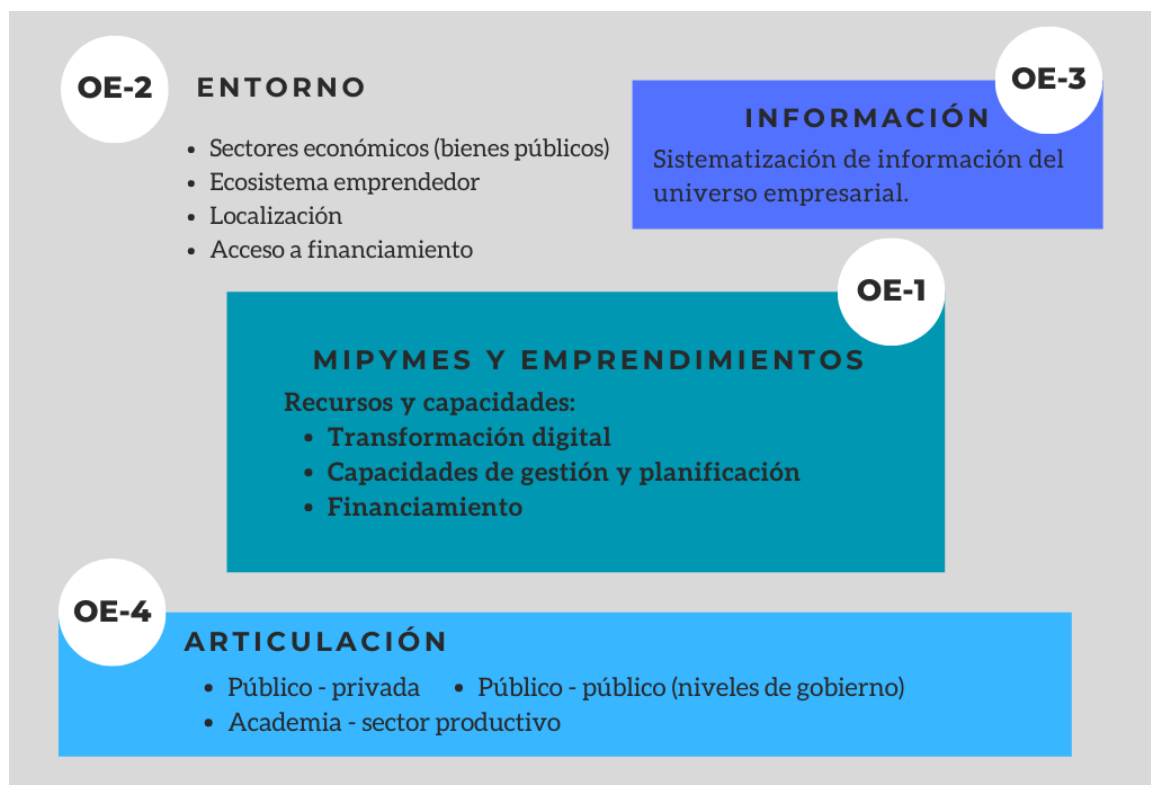 OE-2
ENTORNO
• Sectores económicos (bienes públicos)
• Ecosistema emprendedor
• Localización
• Acceso a financiamiento
OE-3
INFORMACIÓN
Sistematización de información del
universo empresarial.
OE-1
MIPYMES Y EMPRENDIMIENTOS
Recursos y capacidades:
• Transformación digital
• Capacidades de gestión y planificación
• Financiamiento
OE-4
ARTICULACIÓN
• Público - privada • Público - público (niveles de gobierno)
• Academia - sector productivo